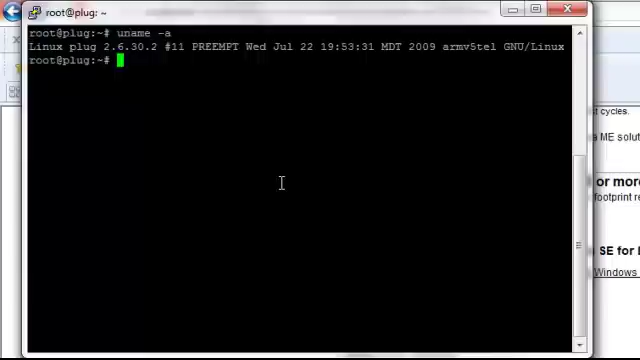 root@plug: ~
root@plug:~# uname -a
Linux plug 2.6.30.2 #11 PREEMPT Wed Jul 22 19:53:31 MDT 2009 armv5tel GNU/Linux
root@plug:~#
cycles.
a ME solut
or more
footprint re
SE for
Windows